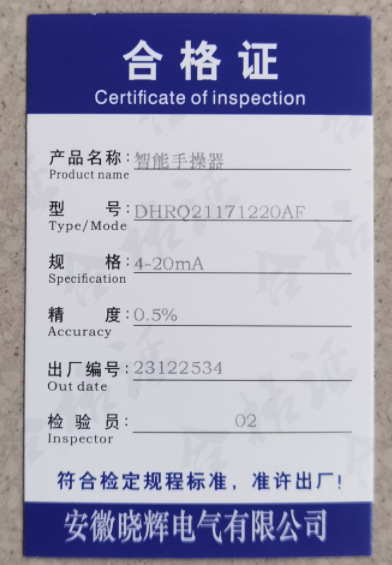 合格证
Certificate of inspection
产品名称:智能手操器
Product name
型 号:DHRQ21171220AF
Type/Mode
规 格:4-20mA
Specification
精 度:0.5%
Accuracy
出厂编号:23122534
Out date
检 验 员:02
Inspector
符合检定规程标准，准许出厂!
安徽晓辉电气有限公司